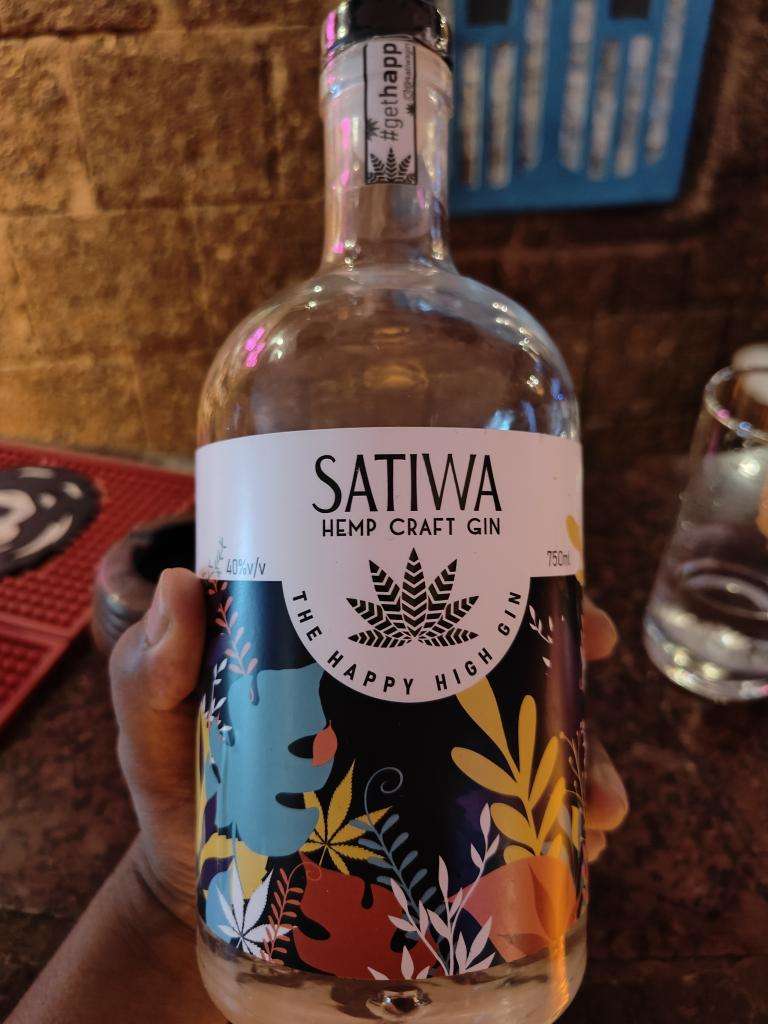 #gethapp
SATIWA
HEMP CRAFT GIN
40%v/v
750ml
THE HAPPY HIGH GIN